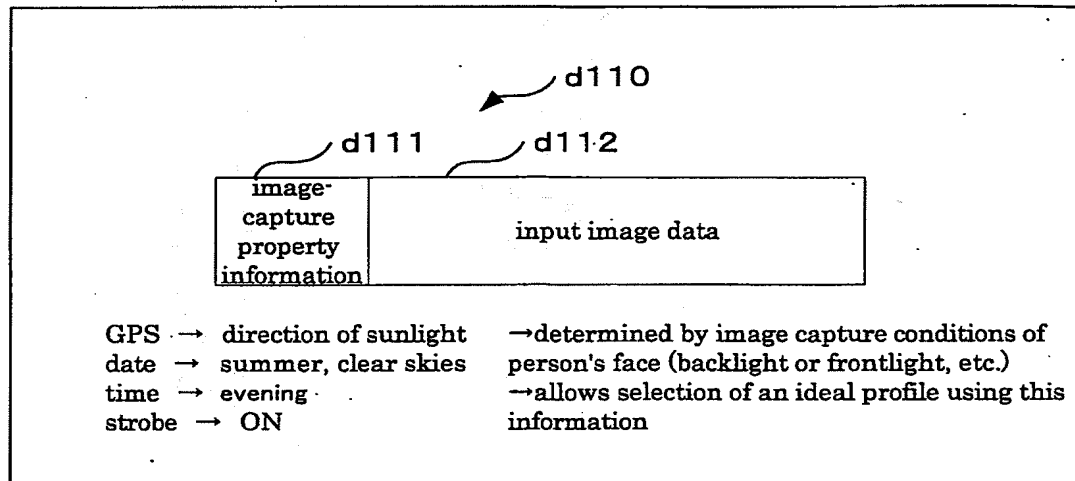 d110
d111 d112
image-
capture
property
information
input image data
GPS → direction of sunlight →determined by image capture conditions of
date → summer, clear skies person's face (backlight or frontlight, etc.)
time → evening →allows selection of an ideal profile using this
strobe → ON information